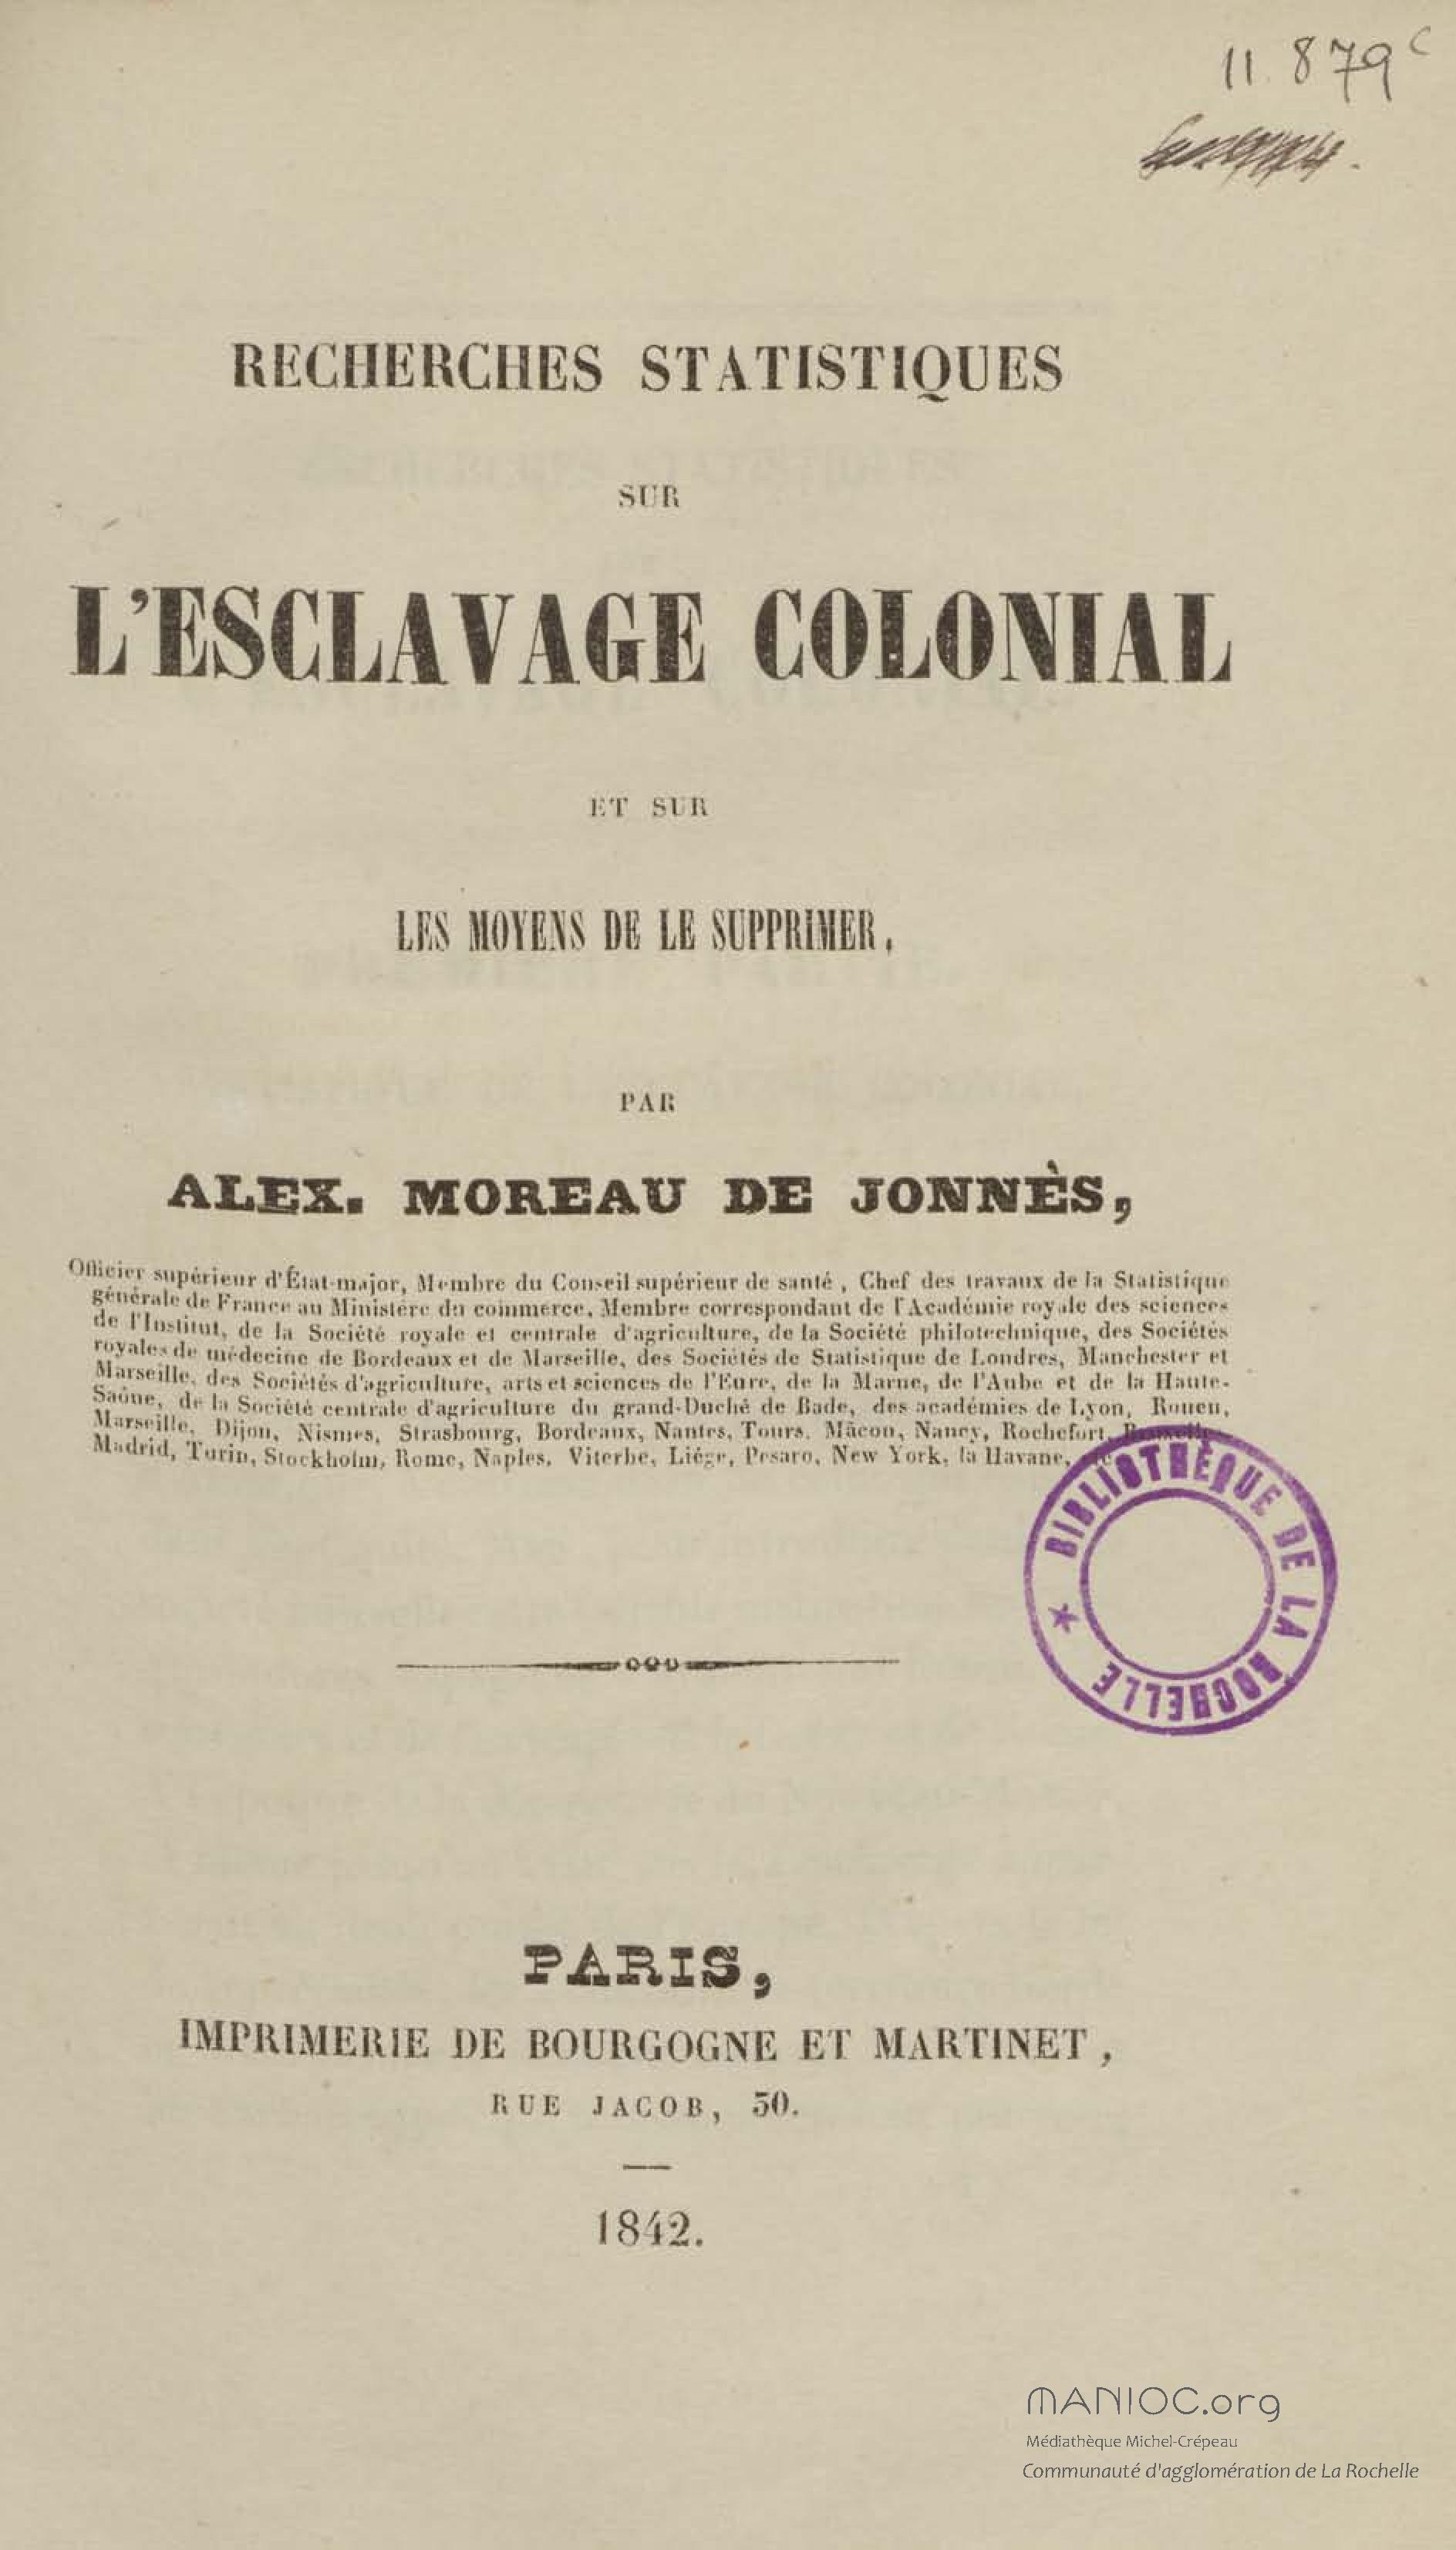 11.879 c
RECHERCHES STATISTIQUES
SUR
L'ESCLAVAGE COLONIAL
ET SUR
LES MOYENS DE LE SUPPRIMER,
PAR
ALEX. MOREAU DE JONNÈS,
Officier supérieur d'État-major, Membre du Conseil supérieur de santé, Chef des travaux de la Statistique
générale de France au Ministère du commerce, Membre correspondant de l'Académie royale des sciences
de l'Institut, de la Société royale et centrale d'agriculture, de la Société philotechnique, des Sociétés
royales de médecine de Bordeaux et de Marseille, des Sociétés de Statistique de Londres, Manchester et
Marseille, des Sociétés d'agriculture, arts et sciences de l'Eure, de la Marne, de l'Aube et de la Haute-
Saône, de la Société centrale d'agriculture du grand-Duché de Bade, des académies de Lyon, Rouen,
Marseille, Dijon, Nismes, Strasbourg, Bordeaux, Nantes, Tours, Mâcon, Nancy, Rochefort, Bruxelles,
Madrid, Turin, Stockholm, Rome, Naples, Viterbe, Liége, Pesaro, New York, la Havane,
BIBLIOTHÈQUE DE LA ROCHELLE
PARIS,
IMPRIMERIE DE BOURGOGNE ET MARTINET,
RUE JACOB, 30.
1842.
MANIOC.org
Médiathèque Michel-Crépeau
Communauté d'agglomération de La Rochelle